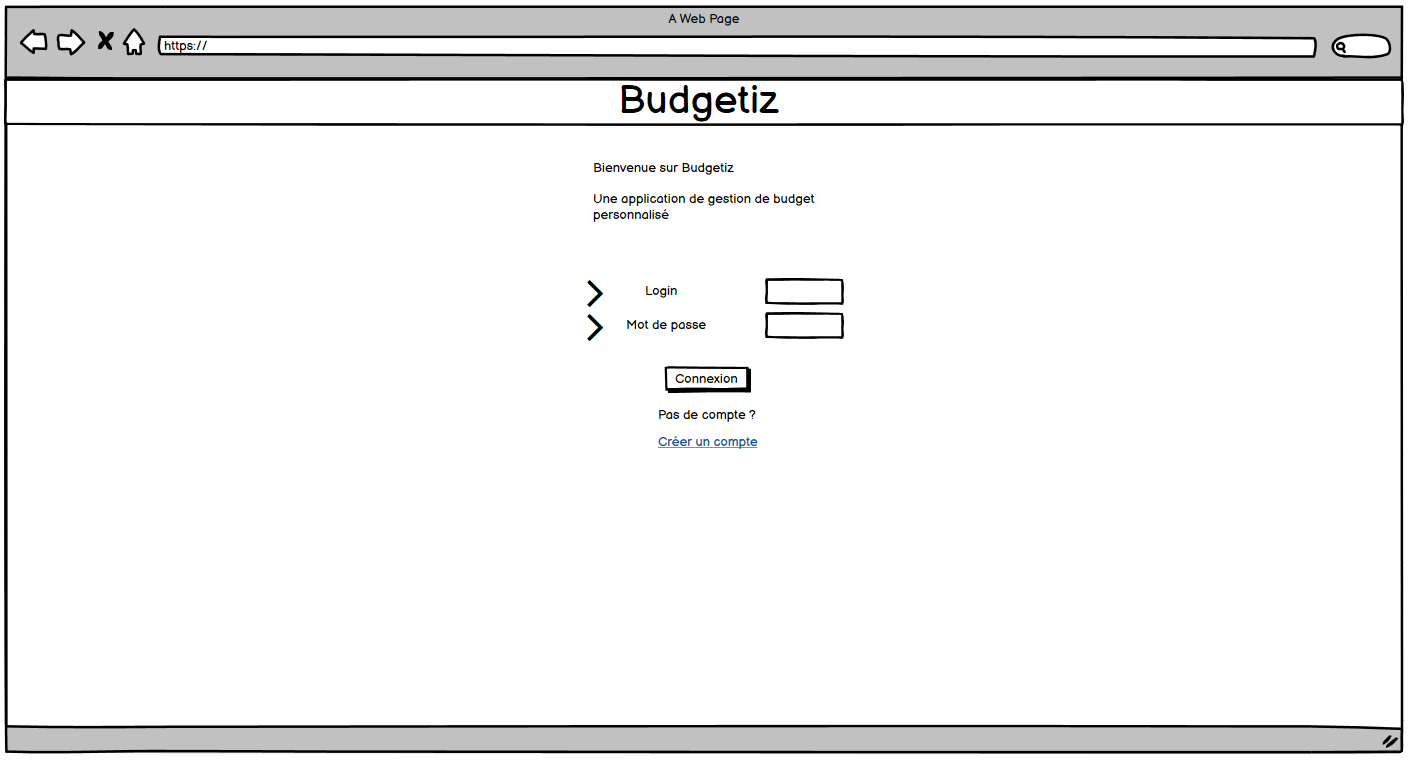 A Web Page
https://
Budgetiz
Bienvenue sur Budgetiz
Une application de gestion de budget
personnalisé
Login
Mot de passe
Connexion
Pas de compte ?
Créer un compte